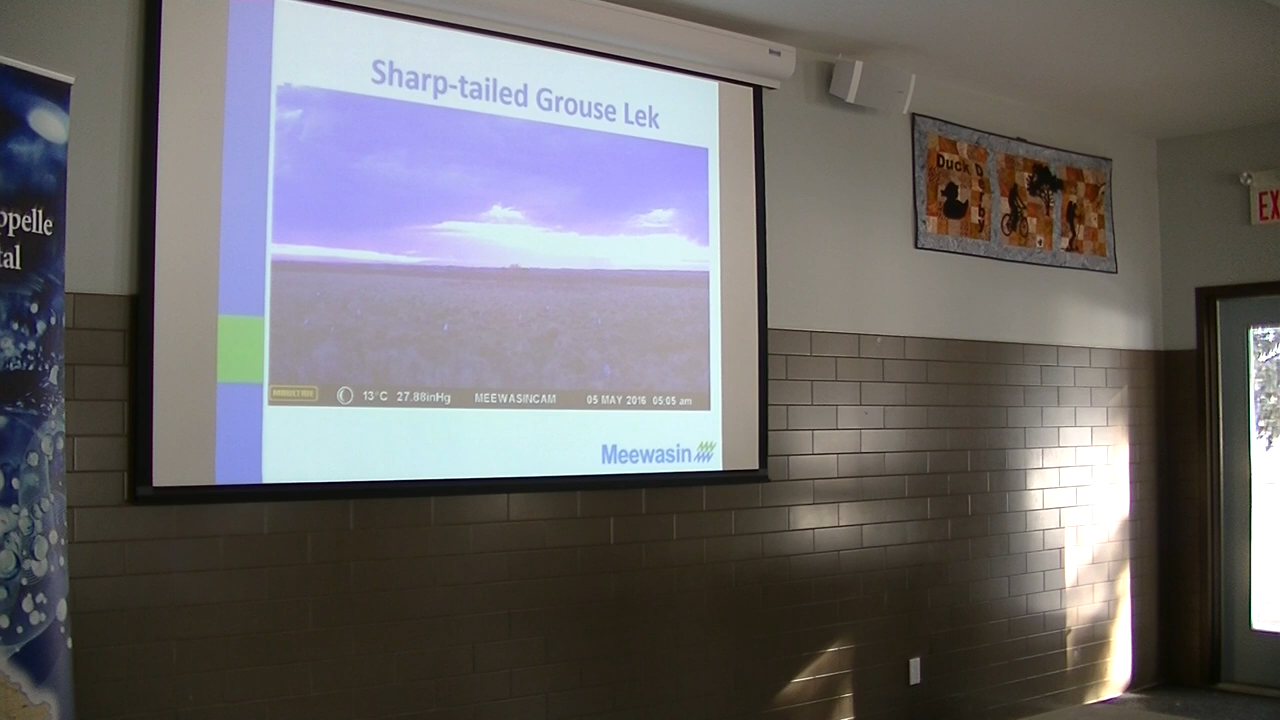 Sharp-tailed Grouse Lek
ppelle
tal
Duck D
rby
EX
13°C 27.88inHg MEEWASINCAM 05 MAY 2016 05:05 am
Meewasin